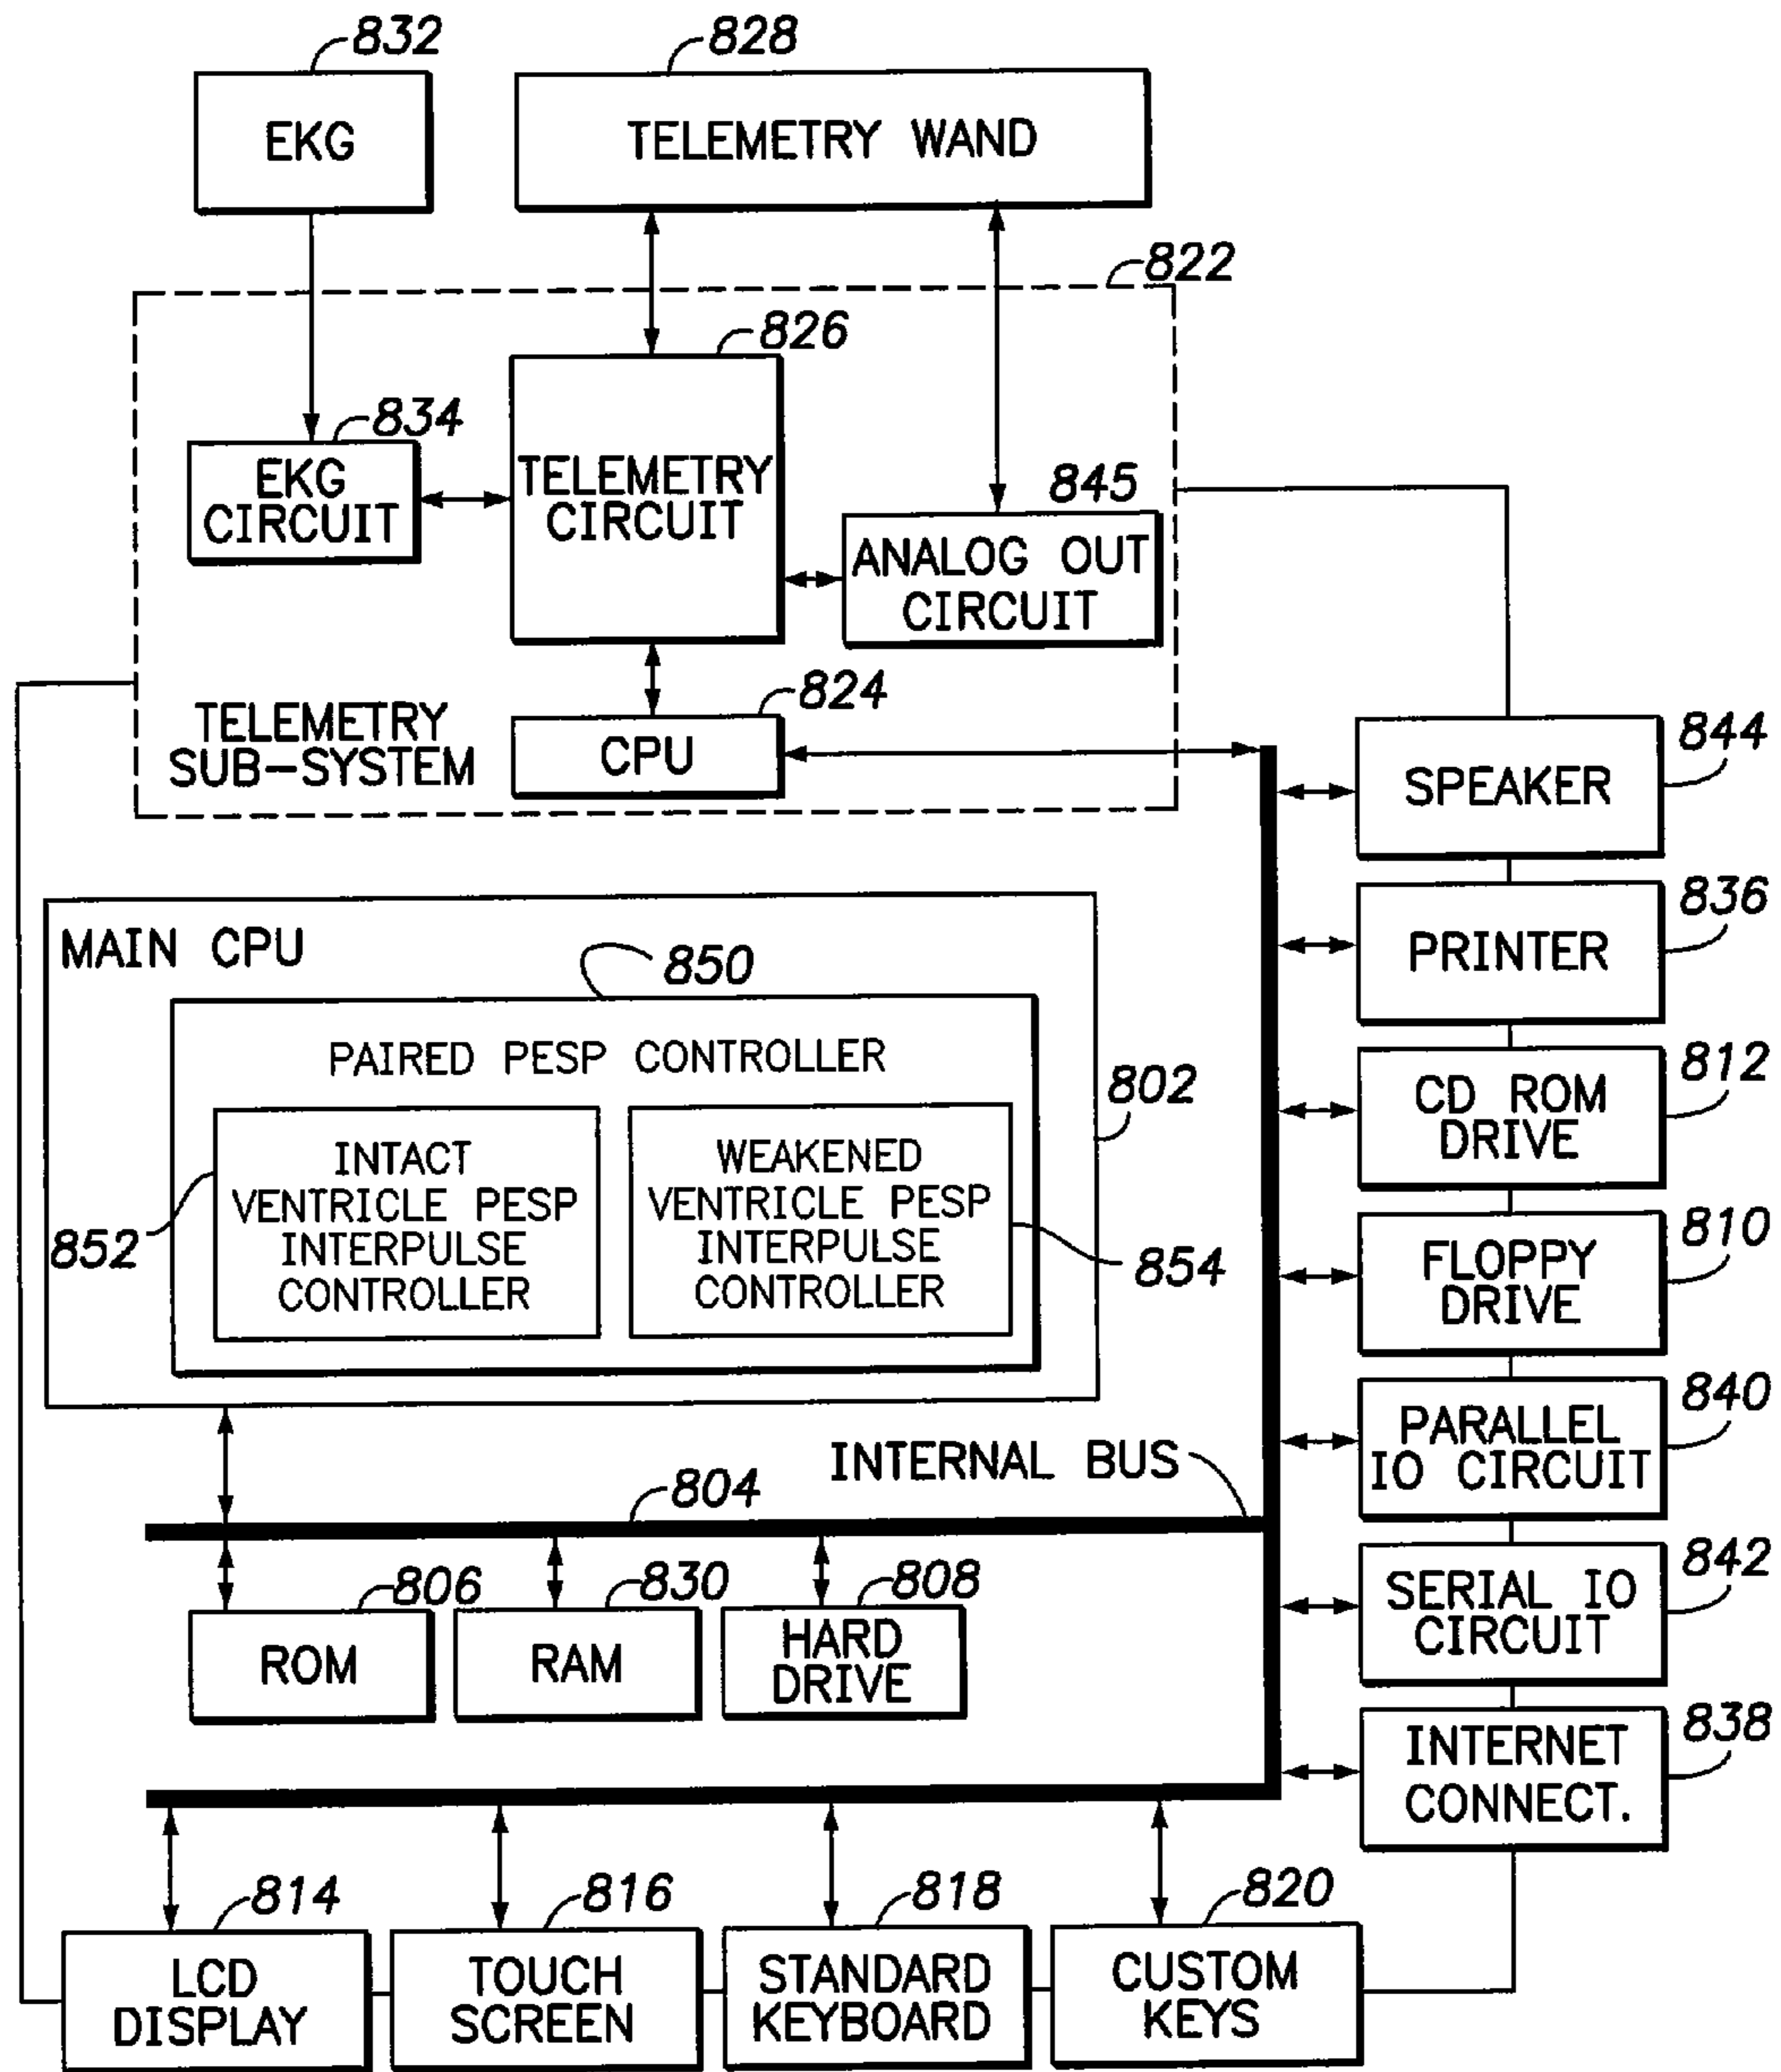 832
828
EKG
TELEMETRY WAND
822
826
834
EKG
CIRCUIT
TELEMETRY
CIRCUIT
845
ANALOG OUT
CIRCUIT
824
TELEMETRY
SUB-SYSTEM
CPU
844
SPEAKER
836
PRINTER
MAIN CPU
850
PAIRED PESP CONTROLLER
802
812
CD ROM
DRIVE
INTACT
VENTRICLE PESP
INTERPULSE
CONTROLLER
852
WEAKENED
VENTRICLE PESP
INTERPULSE
CONTROLLER
854
810
FLOPPY
DRIVE
840
PARALLEL
IO CIRCUIT
INTERNAL BUS
804
842
SERIAL IO
CIRCUIT
806
ROM
830
RAM
808
HARD
DRIVE
838
INTERNET
CONNECT.
814
LCD
DISPLAY
816
TOUCH
SCREEN
818
STANDARD
KEYBOARD
820
CUSTOM
KEYS